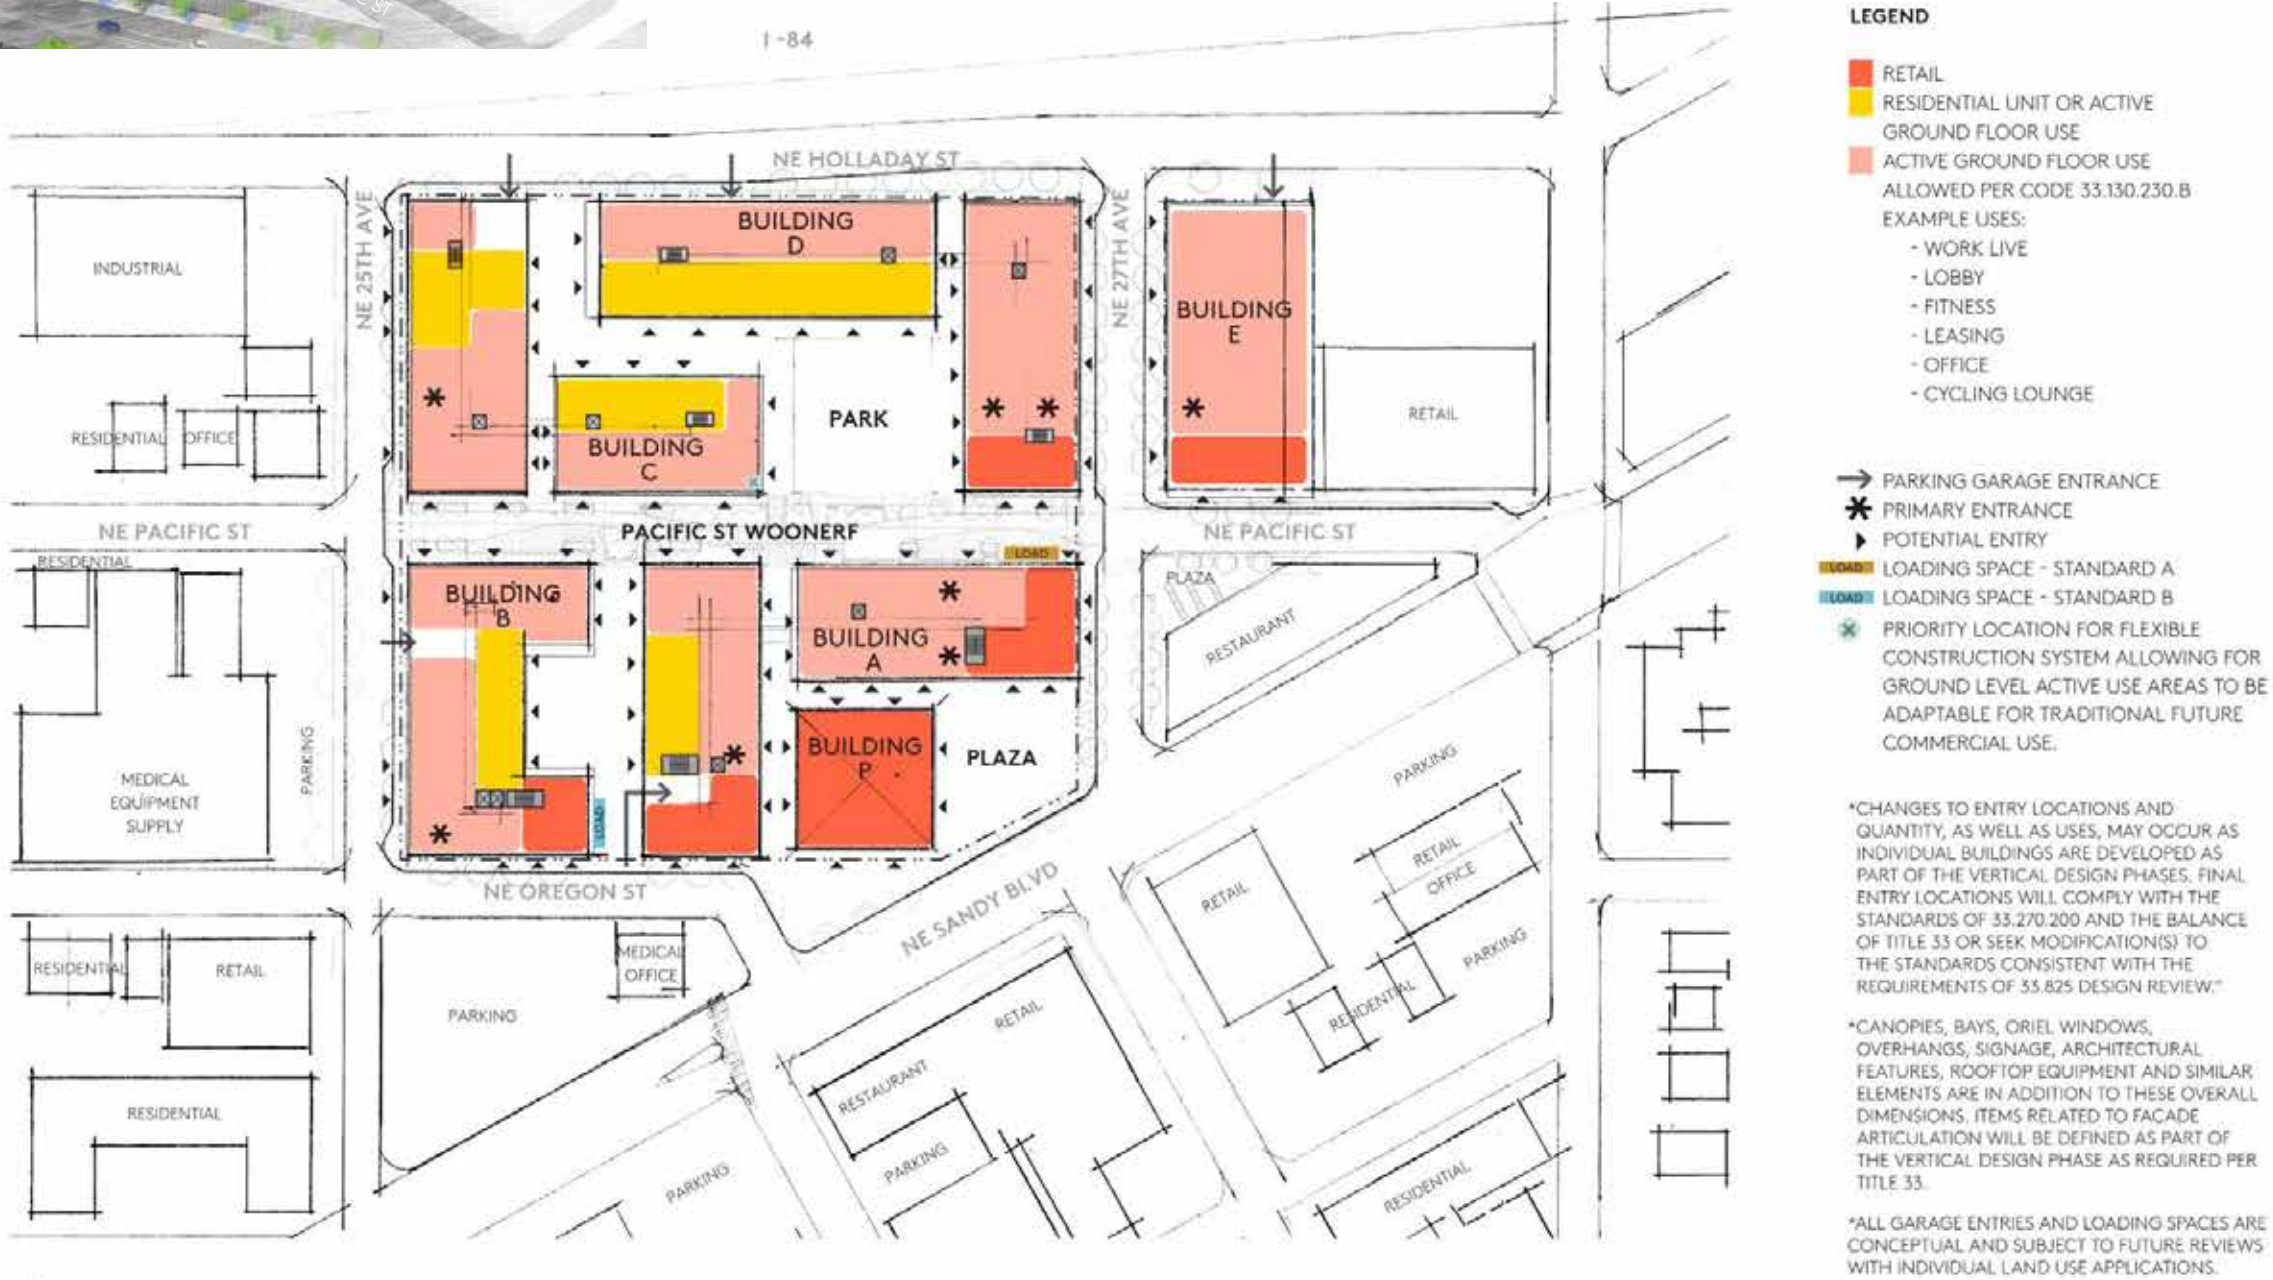 C ST
I-84
NE HOLLADAY ST
NE 25TH AVE
NE 27TH AVE
INDUSTRIAL
RESIDENTIAL
OFFICE
BUILDING
D
BUILDING
C
PARK
BUILDING
E
RETAIL
NE PACIFIC ST
PACIFIC ST WOONERF
NE PACIFIC ST
LOAD
RESIDENTIAL
MEDICAL
EQUIPMENT
SUPPLY
PARKING
BUILDING
B
BUILDING
A
BUILDING
P
PLAZA
LOAD
PLAZA
RESTAURANT
NE OREGON ST
NE SANDY BLVD
PARKING
RETAIL
RETAIL
OFFICE
PARKING
RESIDENTIAL
RESIDENTIAL
RETAIL
PARKING
MEDICAL
OFFICE
RESIDENTIAL
RETAIL
RESTAURANT
PARKING
PARKING
RESIDENTIAL
LEGEND
RETAIL
RESIDENTIAL UNIT OR ACTIVE
GROUND FLOOR USE
ACTIVE GROUND FLOOR USE
ALLOWED PER CODE 33.130.230.B
EXAMPLE USES:
- WORK LIVE
- LOBBY
- FITNESS
- LEASING
- OFFICE
- CYCLING LOUNGE
PARKING GARAGE ENTRANCE
PRIMARY ENTRANCE
POTENTIAL ENTRY
LOAD LOADING SPACE - STANDARD A
LOAD LOADING SPACE - STANDARD B
PRIORITY LOCATION FOR FLEXIBLE
CONSTRUCTION SYSTEM ALLOWING FOR
GROUND LEVEL ACTIVE USE AREAS TO BE
ADAPTABLE FOR TRADITIONAL FUTURE
COMMERCIAL USE.
*CHANGES TO ENTRY LOCATIONS AND
QUANTITY, AS WELL AS USES, MAY OCCUR AS
INDIVIDUAL BUILDINGS ARE DEVELOPED AS
PART OF THE VERTICAL DESIGN PHASES. FINAL
ENTRY LOCATIONS WILL COMPLY WITH THE
STANDARDS OF 33.270.200 AND THE BALANCE
OF TITLE 33 OR SEEK MODIFICATION(S) TO
THE STANDARDS CONSISTENT WITH THE
REQUIREMENTS OF 33.825 DESIGN REVIEW."
*CANOPIES, BAYS, ORIEL WINDOWS,
OVERHANGS, SIGNAGE, ARCHITECTURAL
FEATURES, ROOFTOP EQUIPMENT AND SIMILAR
ELEMENTS ARE IN ADDITION TO THESE OVERALL
DIMENSIONS. ITEMS RELATED TO FACADE
ARTICULATION WILL BE DEFINED AS PART OF
THE VERTICAL DESIGN PHASE AS REQUIRED PER
TITLE 33.
*ALL GARAGE ENTRIES AND LOADING SPACES ARE
CONCEPTUAL AND SUBJECT TO FUTURE REVIEWS
WITH INDIVIDUAL LAND USE APPLICATIONS.